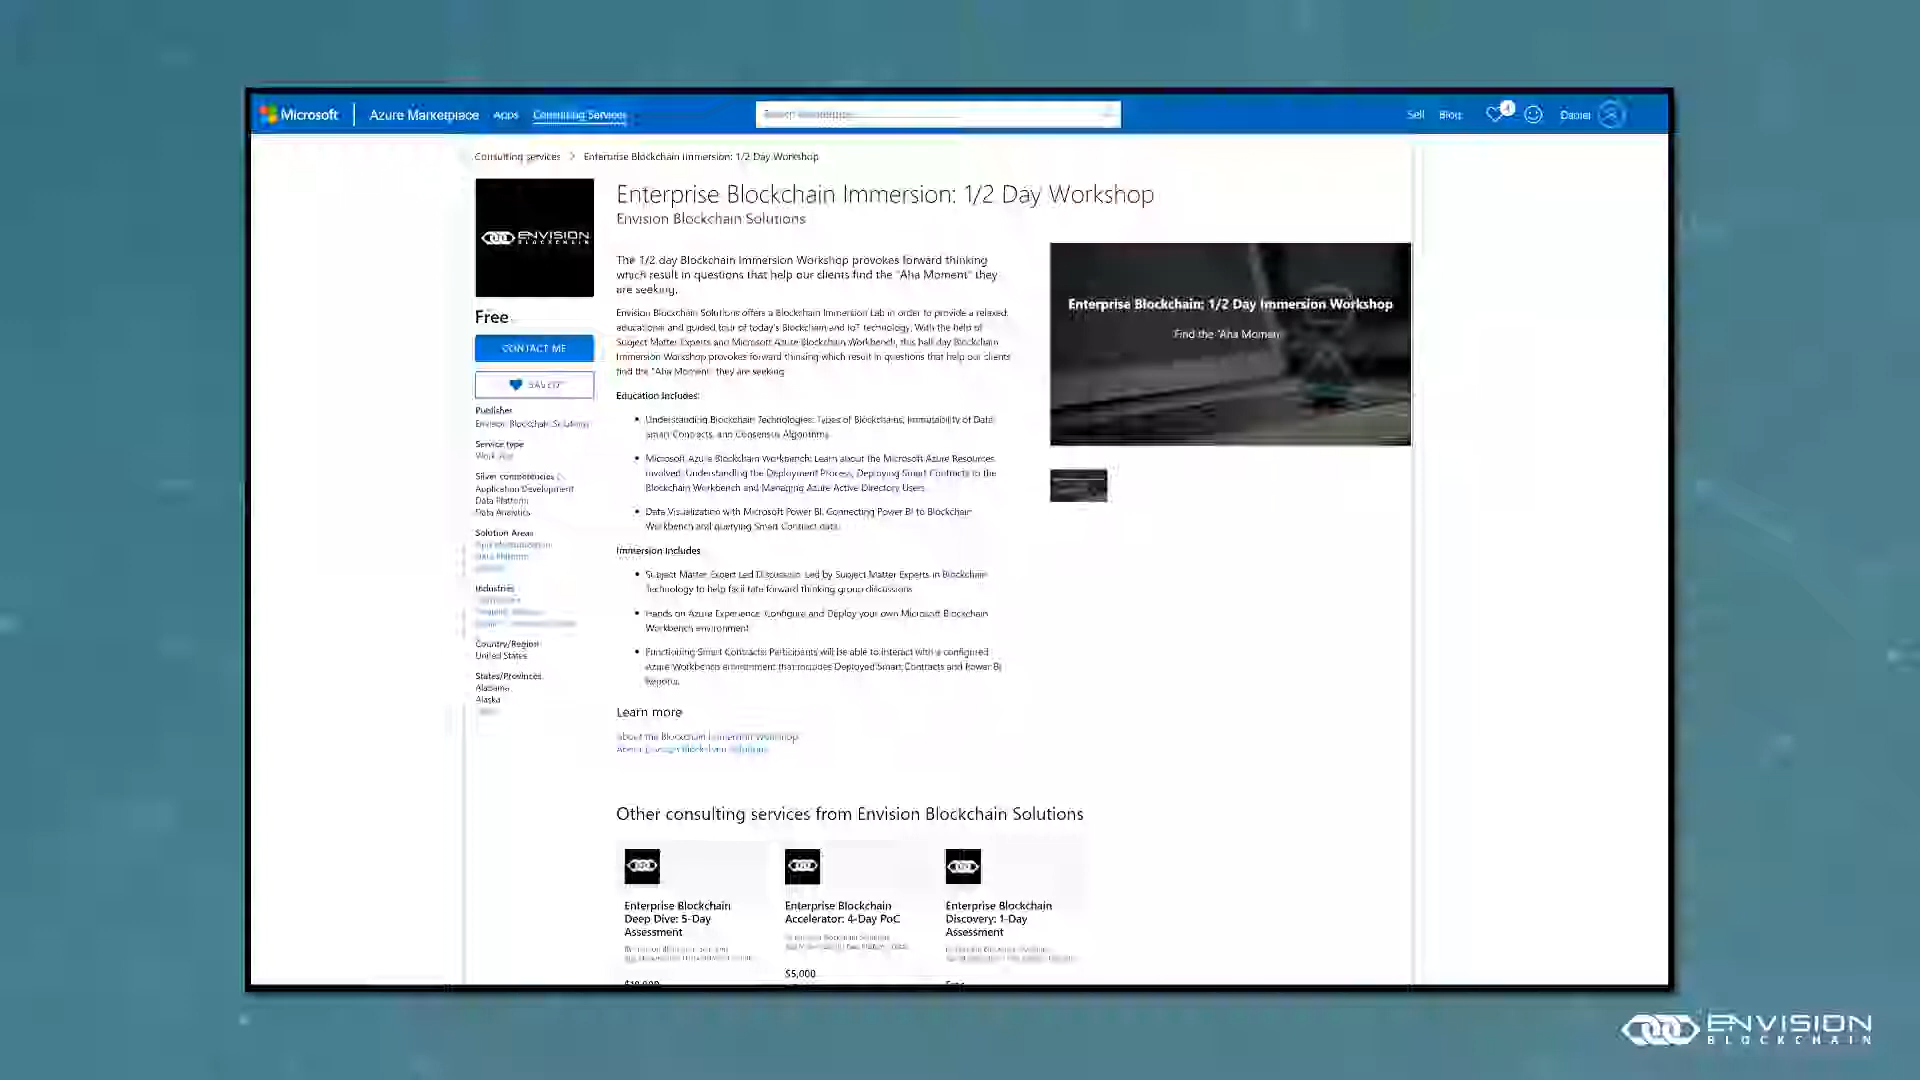 Microsoft
Azure Marketplace
Apps
Consulting Services
Sell
Blog
4
Daniel
Consulting services > Enterprise Blockchain Immersion: 1/2 Day Workshop
ENVISION
BLOCKCHAIN
Enterprise Blockchain Immersion: 1/2 Day Workshop
Envision Blockchain Solutions
Free
CONTACT ME
Publisher
Envision Blockchain Solutions
Service type
Workshop
Silver competencies
Application Development
Data Platform
Data Analytics
Solution Areas
Industries
Country/Region
United States
States/Provinces
Alabama
Alaska
The 1/2 day Blockchain Immersion Workshop provokes forward thinking
which result in questions that help our clients find the "Aha Moment" they
are seeking.
Envision Blockchain Solutions offers a Blockchain Immersion Lab in order to provide a relaxed,
educational and guided tour of today's Blockchain and IoT technology. With the help of
Subject Matter Experts and Microsoft Azure Blockchain Workbench, this half day Blockchain
Immersion Workshop provokes forward thinking which result in questions that help our clients
find the "Aha Moment" they are seeking
Education Includes:
• Understanding Blockchain Technologies: Types of Blockchains, Immutability of Data,
Smart Contracts, and Consensus Algorithms
• Microsoft Azure Blockchain Workbench: Learn about the Microsoft Azure Resources
involved, Understanding the Deployment Process, Deploying Smart Contracts to the
Blockchain Workbench and Managing Azure Active Directory Users
• Data Visualization with Microsoft Power BI: Connecting Power BI to Blockchain
Workbench and querying Smart Contract data.
Immersion Includes
• Subject Matter Expert Led Discussion: Led by Subject Matter Experts in Blockchain
Technology to help facilitate forward thinking group discussions
• Hands on Azure Experience: Configure and Deploy your own Microsoft Blockchain
Workbench environment
• Functioning Smart Contracts: Participants will be able to interact with a configured
Azure Workbench environment that includes Deployed Smart Contracts and Power BI
Reports.
Learn more
About the Blockchain Immersion Workshop
About Envision Blockchain Solutions
Enterprise Blockchain: 1/2 Day Immersion Workshop
Find the "Aha Moment
Other consulting services from Envision Blockchain Solutions
Enterprise Blockchain
Deep Dive: 5-Day
Assessment
Enterprise Blockchain
Accelerator: 4-Day PoC
$5,000
Enterprise Blockchain
Discovery: 1-Day
Assessment
ENVISION
BLOCKCHAIN